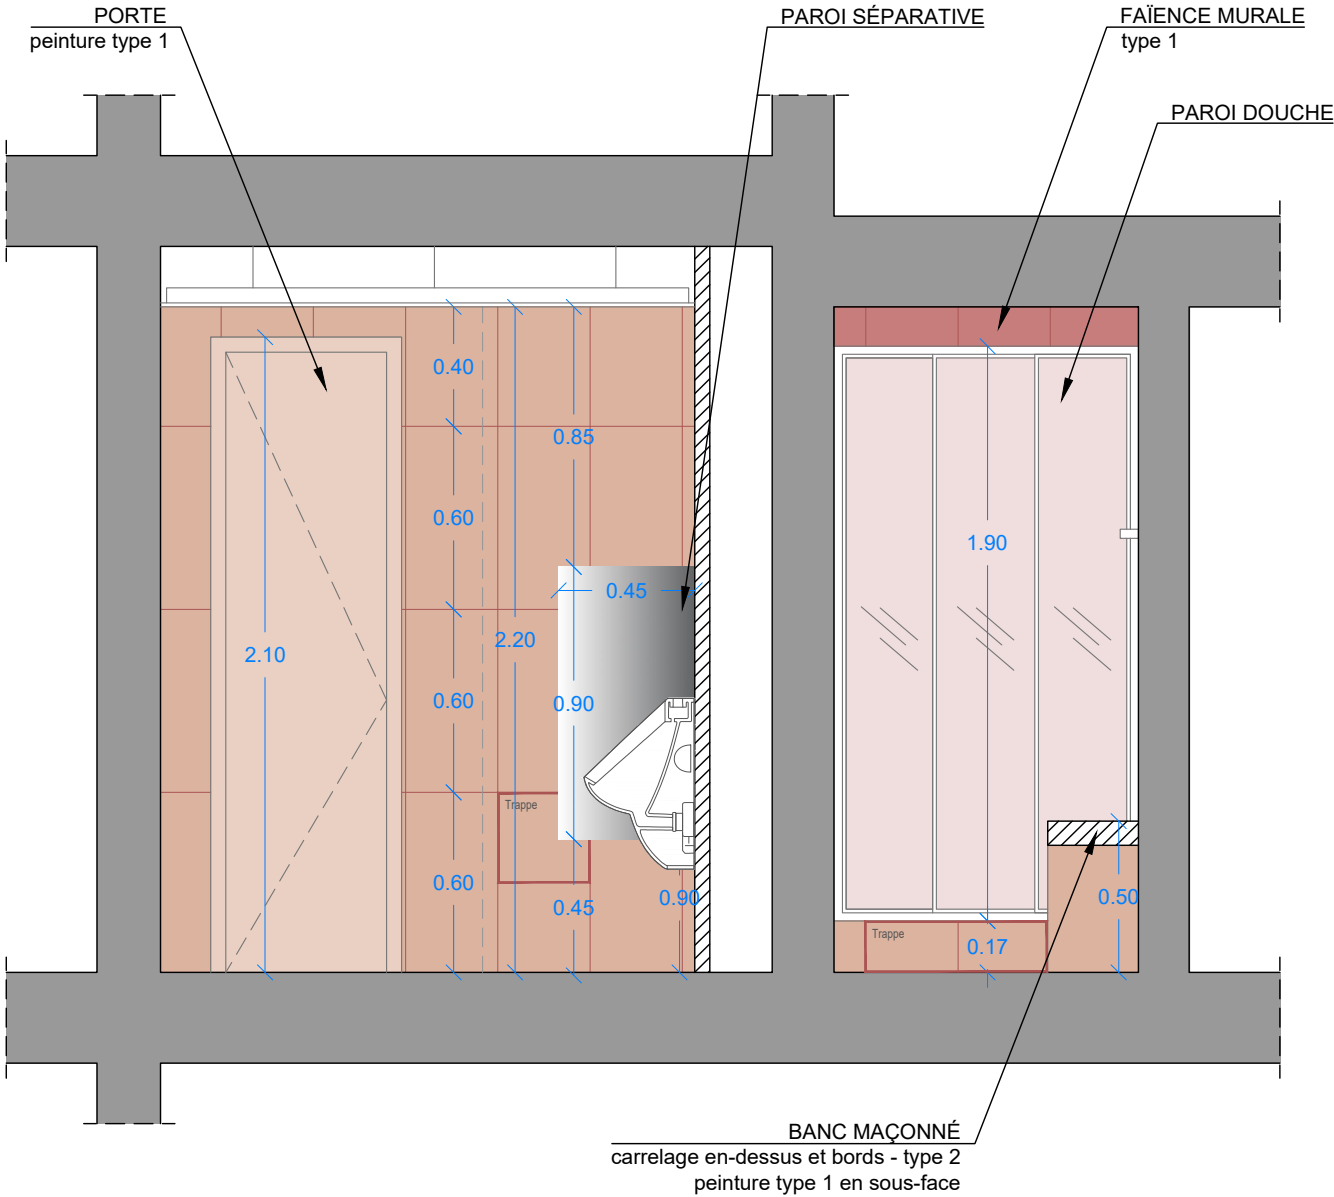 PORTE
peinture type 1
PAROI SÉPARATIVE
FAÏENCE MURALE
type 1
PAROI DOUCHE
0.40
0.85
0.60
1.90
0.45
2.20
2.10
0.60
0.90
Trappe
0.60
0.45
0.90
0.50
Trappe
0.17
BANC MAÇONNÉ
carrelage en-dessus et bords - type 2
peinture type 1 en sous-face